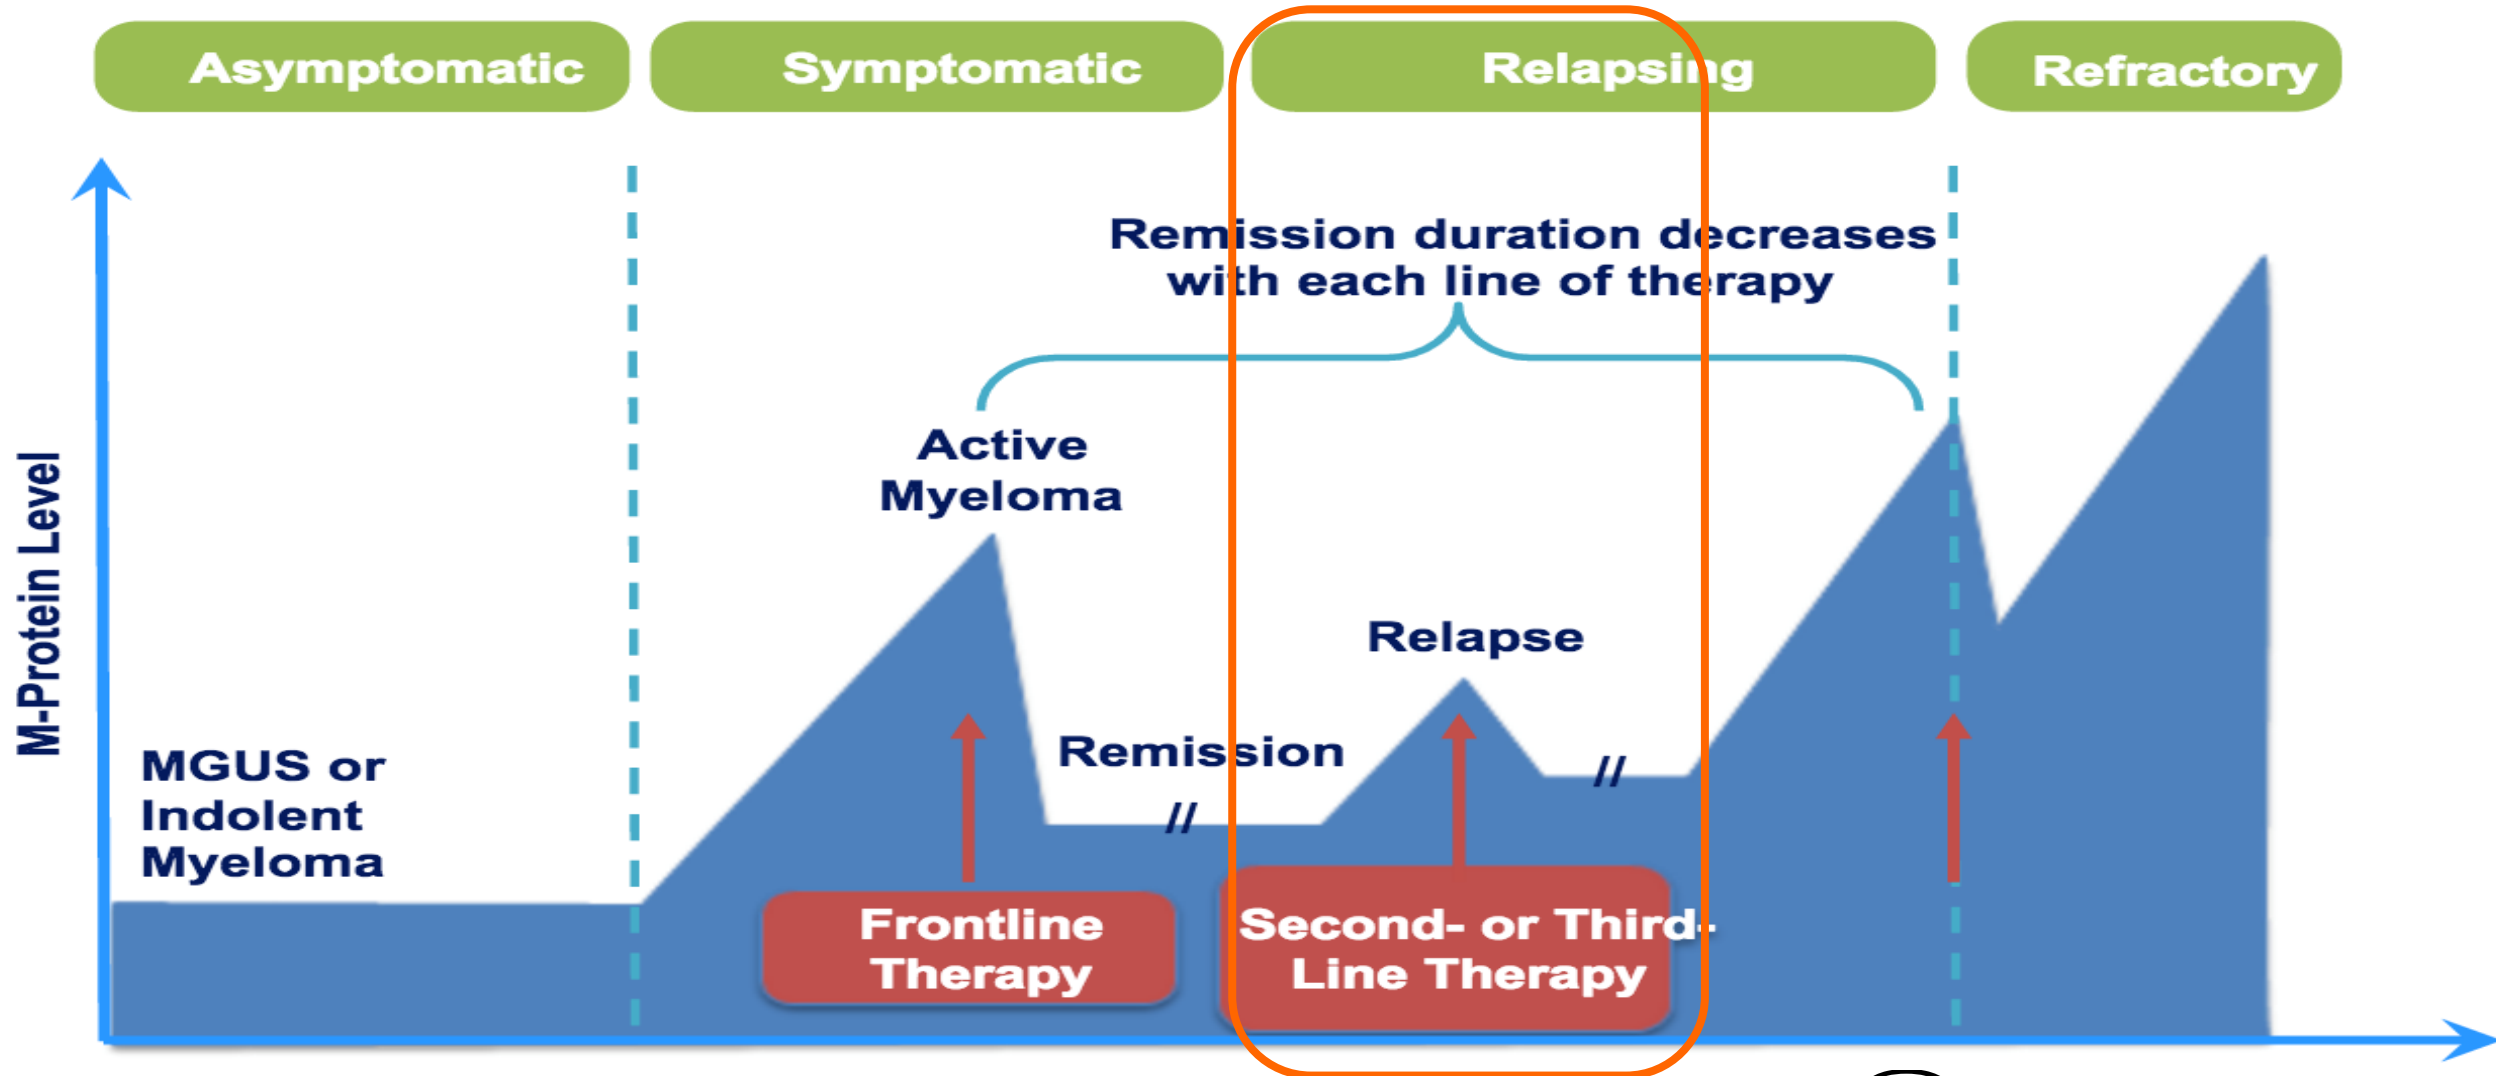 Asymptomatic
Symptomatic
Relapsing
Refractory
Remission duration decreases
with each line of therapy
Active
Myeloma
Relapse
Remission
//
//
MGUS or
Indolent
Myeloma
M-Protein Level
Frontline
Therapy
Second- or Third-
Line Therapy